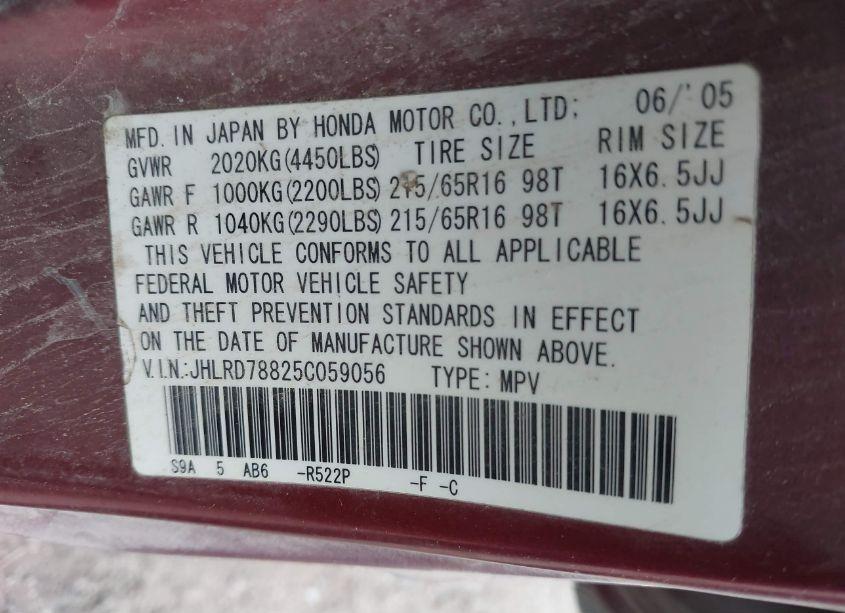 MFD. IN JAPAN BY HONDA MOTOR CO., LTD: 06/'05
GVWR 2020KG(4450LBS) TIRE SIZE RIM SIZE
GAWR F 1000KG(2200LBS) 215/65R16 98T 16X6.5JJ
GAWR R 1040KG(2290LBS) 215/65R16 98T 16X6.5JJ
THIS VEHICLE CONFORMS TO ALL APPLICABLE
FEDERAL MOTOR VEHICLE SAFETY
AND THEFT PREVENTION STANDARDS IN EFFECT
ON THE DATE OF MANUFACTURE SHOWN ABOVE.
V.I.N.:JHLRD78825C059056 TYPE: MPV
S9A 5 AB6 -R522P -F -C